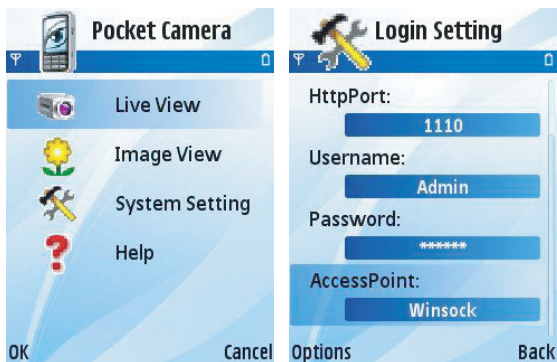 Pocket Camera
Live View
Image View
System Setting
Help
OK Cancel
Login Setting
HttpPort:
1110
Username:
Admin
Password:
******
AccessPoint:
Winsock
Options Back